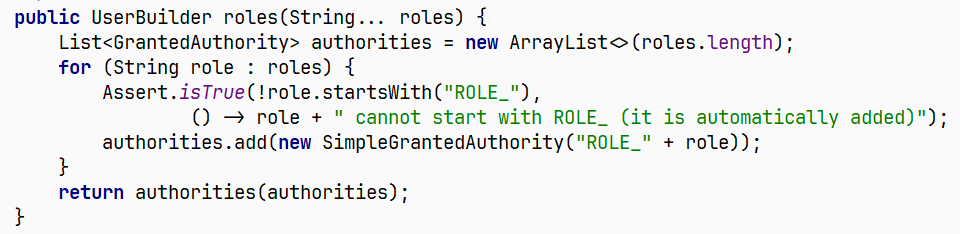 public UserBuilder roles(String... roles) {
    List<GrantedAuthority> authorities = new ArrayList<>(roles.length);
    for (String role : roles) {
        Assert.isTrue(!role.startsWith("ROLE_"),
                () -> role + " cannot start with ROLE_ (it is automatically added)");
        authorities.add(new SimpleGrantedAuthority("ROLE_" + role));
    }
    return authorities(authorities);
}